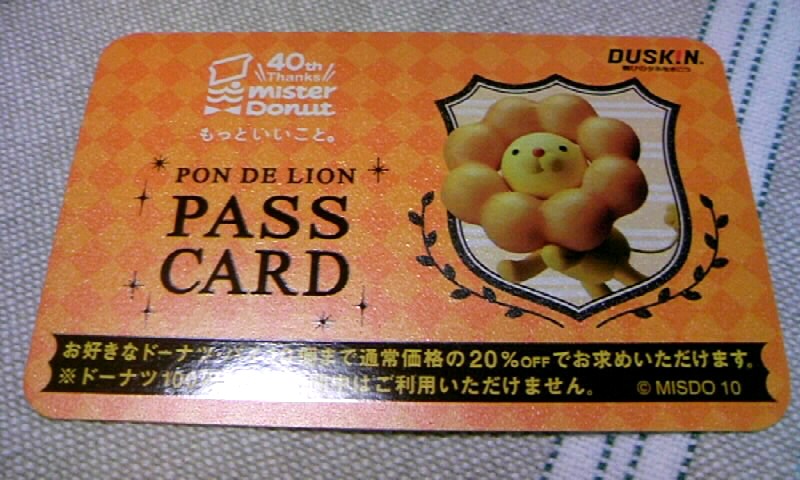 DUSKIN
40th
Thanks
mister
Donut
もっといいこと。
PON DE LION
PASS
CARD
お好きなドーナツ まで通常価格の20%OFFでお求めいただけます。
※ドーナツ はご利用いただけません。
© MISDO 10